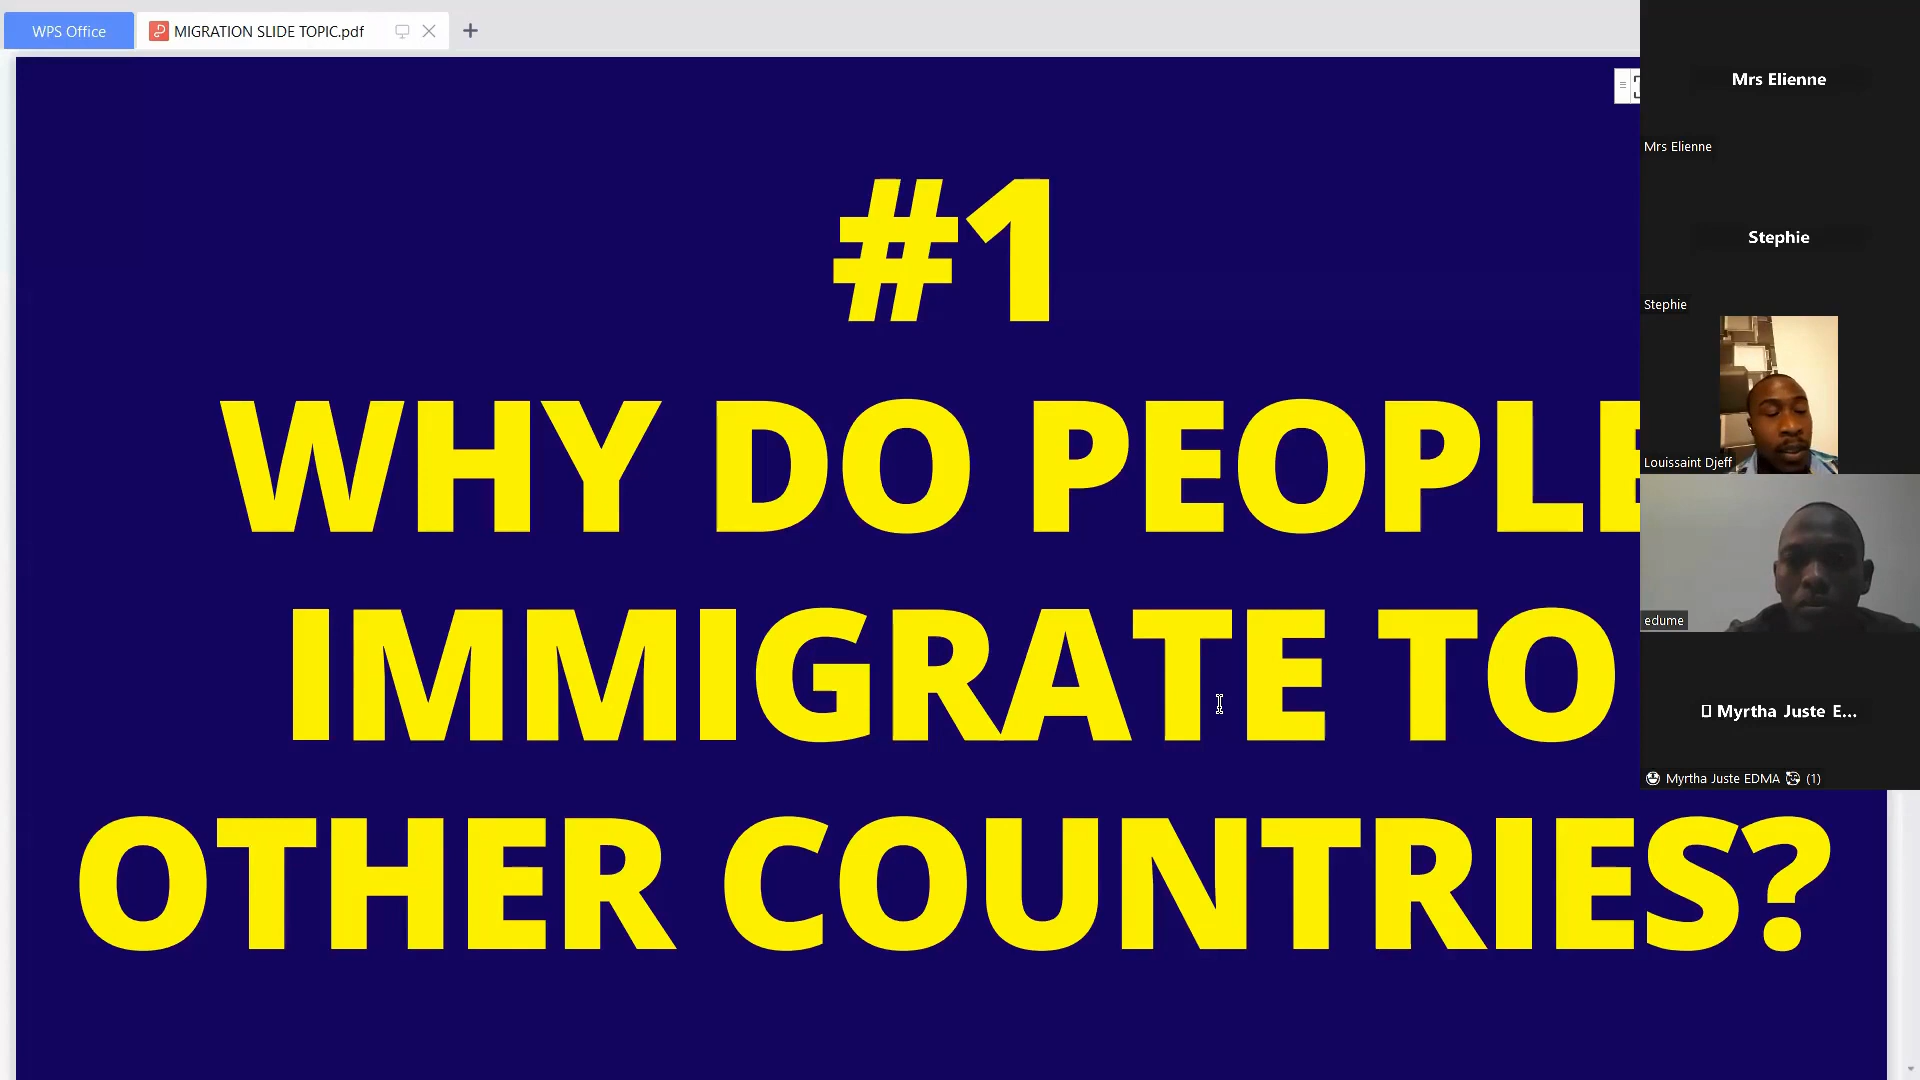 WPS Office
MIGRATION SLIDE TOPIC.pdf
#1
WHY DO PEOPLE
IMMIGRATE TO
OTHER COUNTRIES?
Mrs Elienne
Mrs Elienne
Stephie
Stephie
Louissaint Djeff
edume
Myrtha Juste E...
Myrtha Juste EDMA (1)